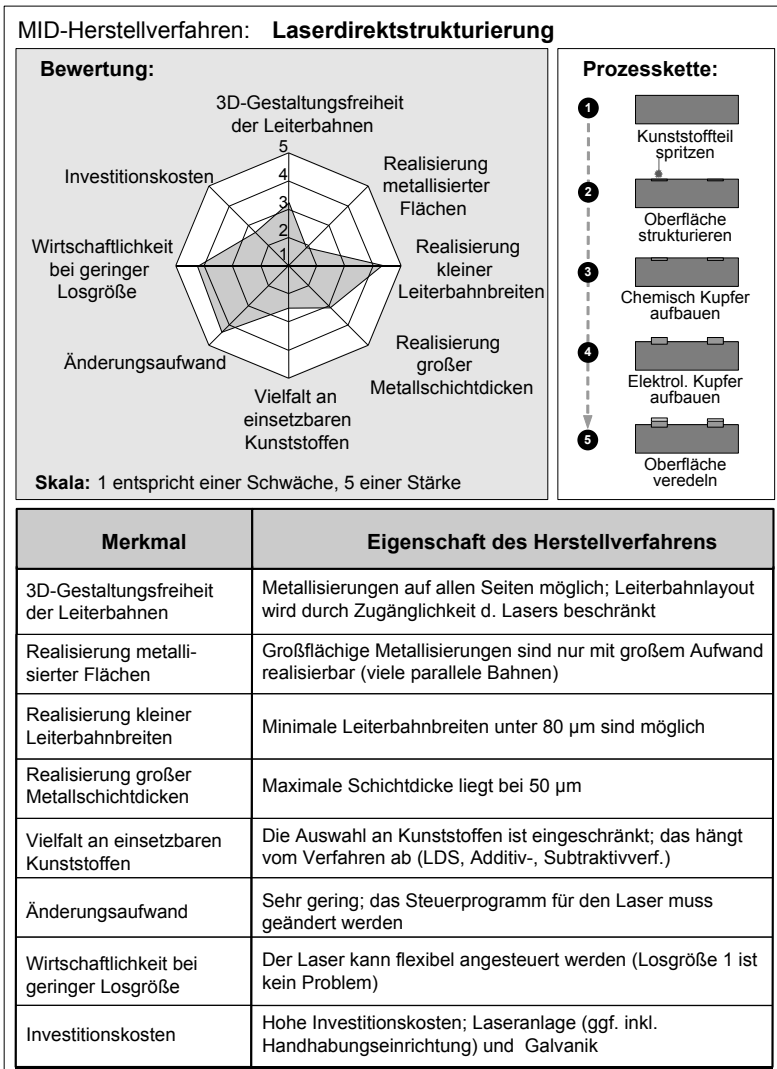 MID-Herstellverfahren: Laserdirektstrukturierung
Bewertung:
3D-Gestaltungsfreiheit
der Leiterbahnen
5
4
3
2
1
Realisierung
metallisierter
Flächen
Realisierung
kleiner
Leiterbahnbreiten
Realisierung
großer
Metallschichtdicken
Vielfalt an
einsetzbaren
Kunststoffen
Änderungsaufwand
Wirtschaftlichkeit
bei geringer
Losgröße
Investitionskosten
Skala: 1 entspricht einer Schwäche, 5 einer Stärke
Prozesskette:
1
Kunststoffteil
spritzen
2
Oberfläche
strukturieren
3
Chemisch Kupfer
aufbauen
4
Elektrol. Kupfer
aufbauen
5
Oberfläche
veredeln
Merkmal
Eigenschaft des Herstellverfahrens
3D-Gestaltungsfreiheit
der Leiterbahnen
Metallisierungen auf allen Seiten möglich; Leiterbahnlayout
wird durch Zugänglichkeit d. Lasers beschränkt
Realisierung metalli-
sierter Flächen
Großflächige Metallisierungen sind nur mit großem Aufwand
realisierbar (viele parallele Bahnen)
Realisierung kleiner
Leiterbahnbreiten
Minimale Leiterbahnbreiten unter 80 µm sind möglich
Realisierung großer
Metallschichtdicken
Maximale Schichtdicke liegt bei 50 µm
Vielfalt an einsetzbaren
Kunststoffen
Die Auswahl an Kunststoffen ist eingeschränkt; das hängt
vom Verfahren ab (LDS, Additiv-, Subtraktivverf.)
Änderungsaufwand
Sehr gering; das Steuerprogramm für den Laser muss
geändert werden
Wirtschaftlichkeit bei
geringer Losgröße
Der Laser kann flexibel angesteuert werden (Losgröße 1 ist
kein Problem)
Investitionskosten
Hohe Investitionskosten; Laseranlage (ggf. inkl.
Handhabungseinrichtung) und Galvanik